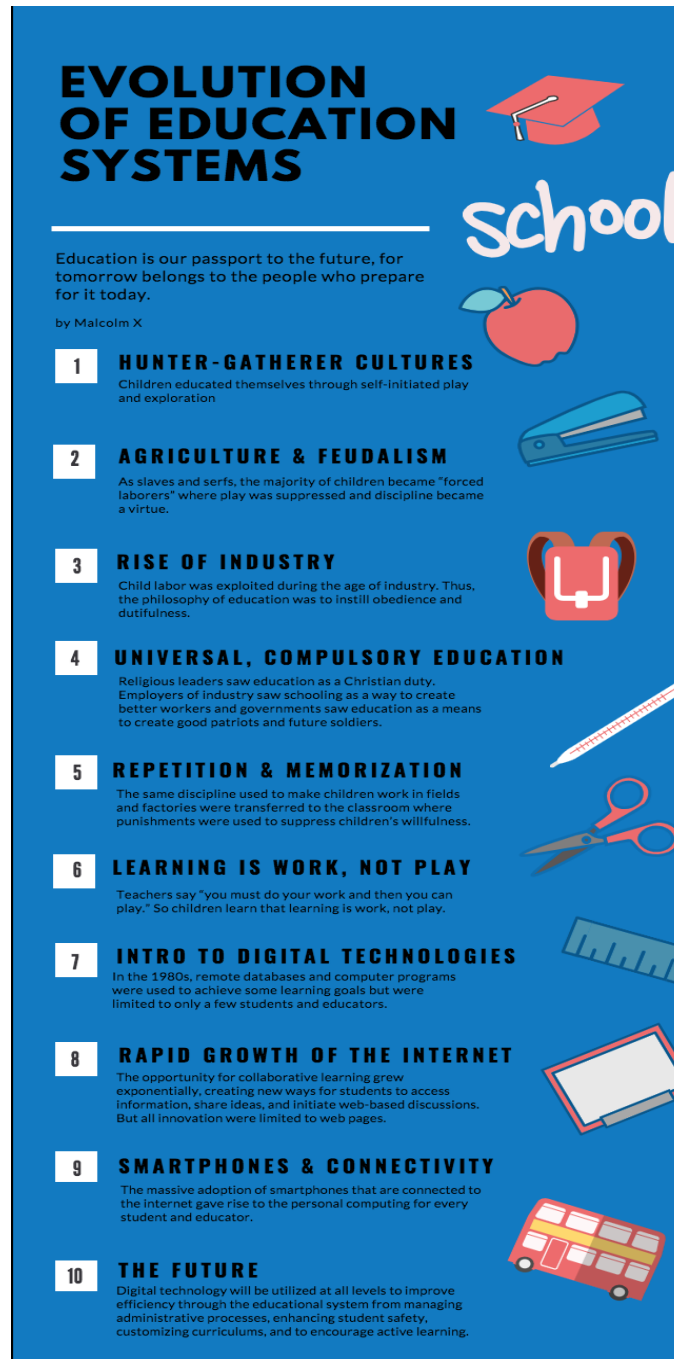 EVOLUTION
OF EDUCATION
SYSTEMS
school
Education is our passport to the future, for
tomorrow belongs to the people who prepare
for it today.
by Malcolm X
1 HUNTER-GATHERER CULTURES
Children educated themselves through self-initiated play
and exploration
2 AGRICULTURE & FEUDALISM
As slaves and serfs, the majority of children became "forced
laborers" where play was suppressed and discipline became
a virtue.
3 RISE OF INDUSTRY
Child labor was exploited during the age of industry. Thus,
the philosophy of education was to instill obedience and
dutifulness.
4 UNIVERSAL, COMPULSORY EDUCATION
Religious leaders saw education as a Christian duty.
Employers of industry saw schooling as a way to create
better workers and governments saw education as a means
to create good patriots and future soldiers.
5 REPETITION & MEMORIZATION
The same discipline used to make children work in fields
and factories were transferred to the classroom where
punishments were used to suppress children's willfulness.
6 LEARNING IS WORK, NOT PLAY
Teachers say "you must do your work and then you can
play." So children learn that learning is work, not play.
7 INTRO TO DIGITAL TECHNOLOGIES
In the 1980s, remote databases and computer programs
were used to achieve some learning goals but were
limited to only a few students and educators.
8 RAPID GROWTH OF THE INTERNET
The opportunity for collaborative learning grew
exponentially, creating new ways for students to access
information, share ideas, and initiate web-based discussions.
But all innovation were limited to web pages.
9 SMARTPHONES & CONNECTIVITY
The massive adoption of smartphones that are connected to
the internet gave rise to the personal computing for every
student and educator.
10 THE FUTURE
Digital technology will be utilized at all levels to improve
efficiency through the educational system from managing
administrative processes, enhancing student safety,
customizing curriculums, and to encourage active learning.